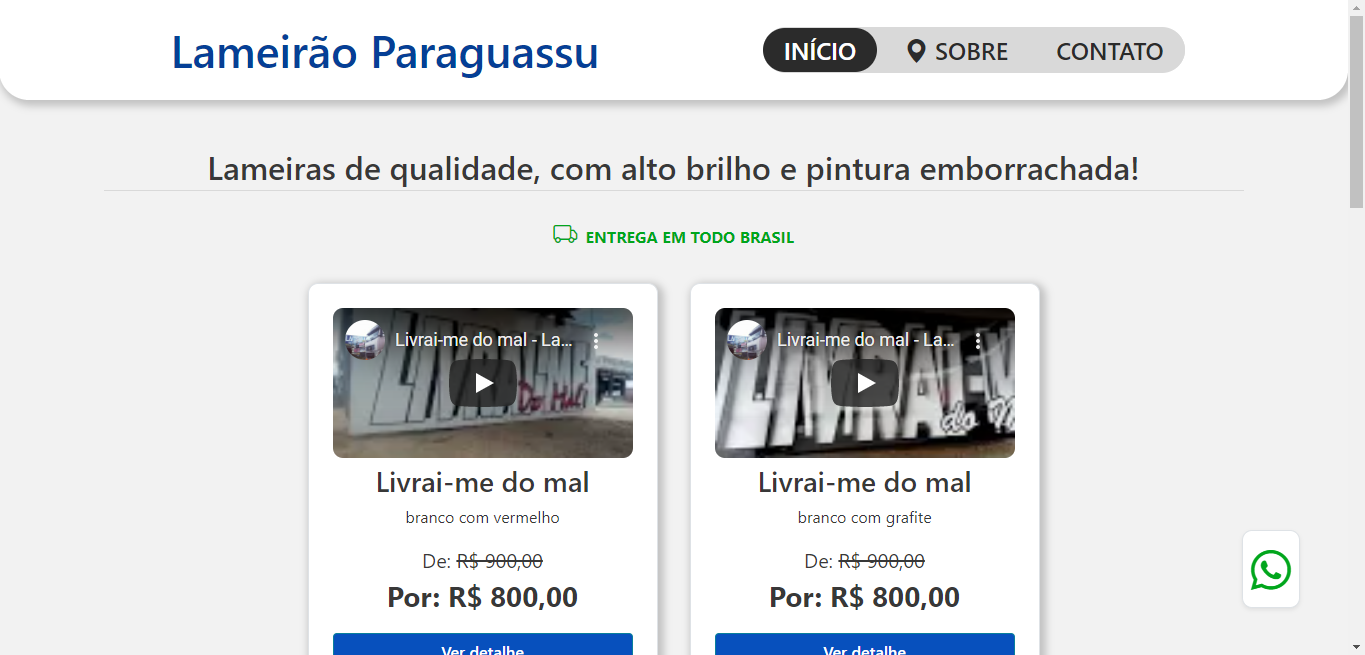 Lameirão Paraguassu
INÍCIO
SOBRE
CONTATO
Lameiras de qualidade, com alto brilho e pintura emborrachada!
ENTREGA EM TODO BRASIL
Livrai-me do mal - La...
Livrai-me do mal
branco com vermelho
De: R$ 900,00
Por: R$ 800,00
Ver detalhe
Livrai-me do mal - La...
LIVRAI-M
do M
Livrai-me do mal
branco com grafite
De: R$ 900,00
Por: R$ 800,00
Ver detalhe